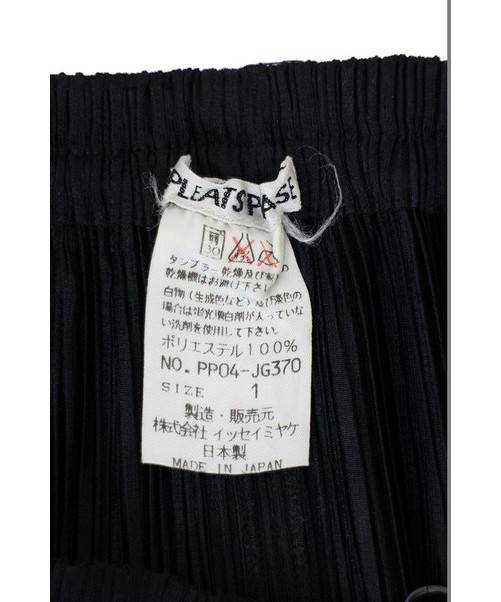 PLEATS PLEASE
30
タンブラー乾燥及び
乾燥機はお避け下さい
白物（生成色など）及び淡色の
場合は蛍光増白剤が入っていな
い洗剤を使用して下さい。
ポリエステル100%
NO. PP04-JG370
SIZE 1
製造・販売元
株式会社 イッセイミヤケ
日本製
MADE IN JAPAN